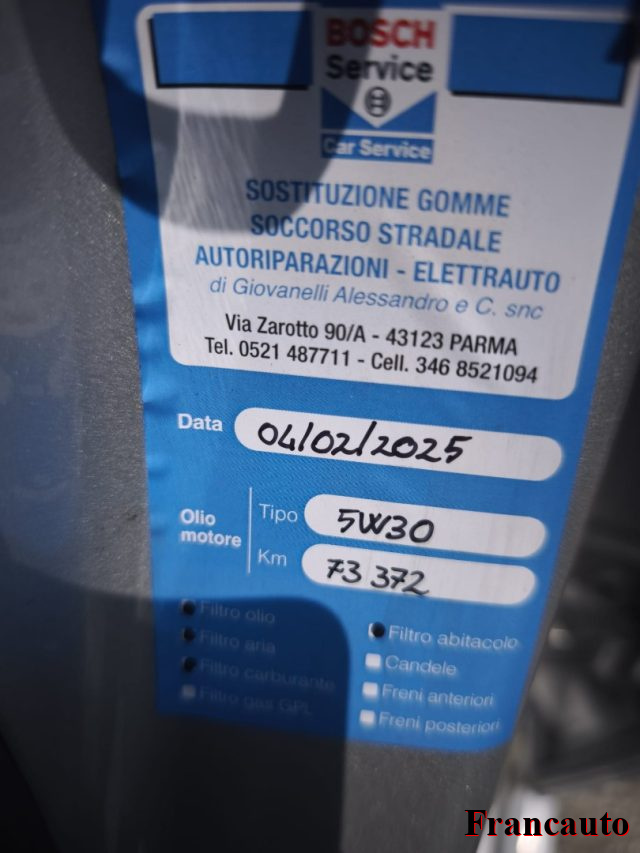 BOSCH
Service
Car Service
SOSTITUZIONE GOMME
SOCCORSO STRADALE
AUTORIPARAZIONI - ELETTRAUTO
di Giovanelli Alessandro e C. snc
Via Zarotto 90/A - 43123 PARMA
Tel. 0521 487711 - Cell. 346 8521094
Data 04/02/2025
Olio motore
Tipo 5W30
Km 73 372
Filtro olio
Filtro aria
Filtro carburante
Filtro gas GPL
Filtro abitacolo
Candele
Freni anteriori
Freni posteriori
Francauto